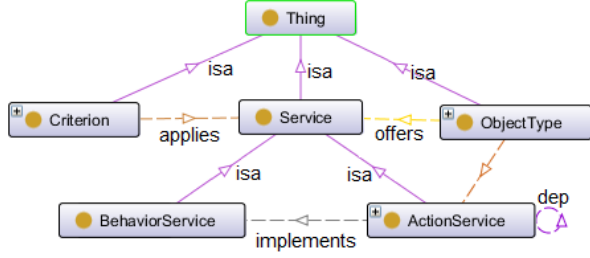 Thing
isa
isa
isa
Criterion
applies
Service
offers
ObjectType
isa
isa
dep
BehaviorService
implements
ActionService